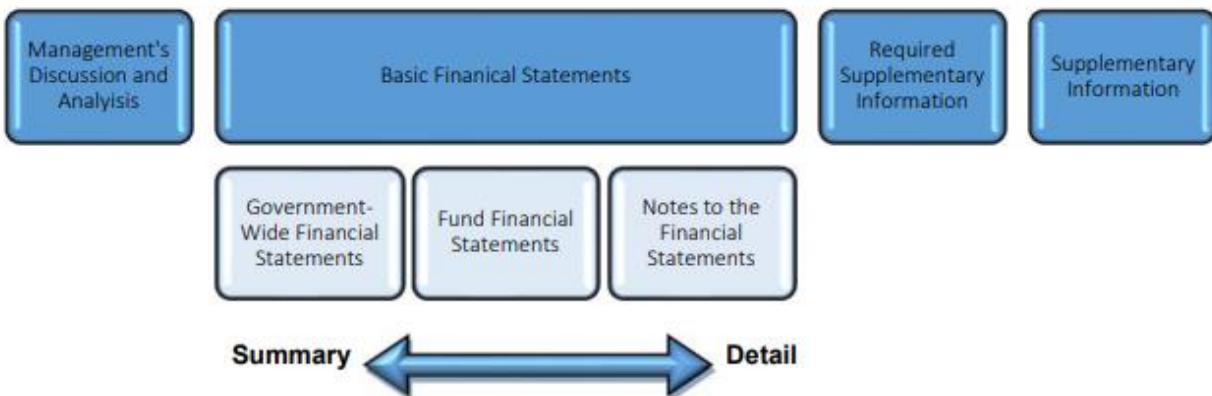 Management's
Discussion and
Analyisis
Basic Finanical Statements
Required
Supplementary
Information
Supplementary
Information
Government-
Wide Financial
Statements
Fund Financial
Statements
Notes to the
Financial
Statements
Summary
Detail